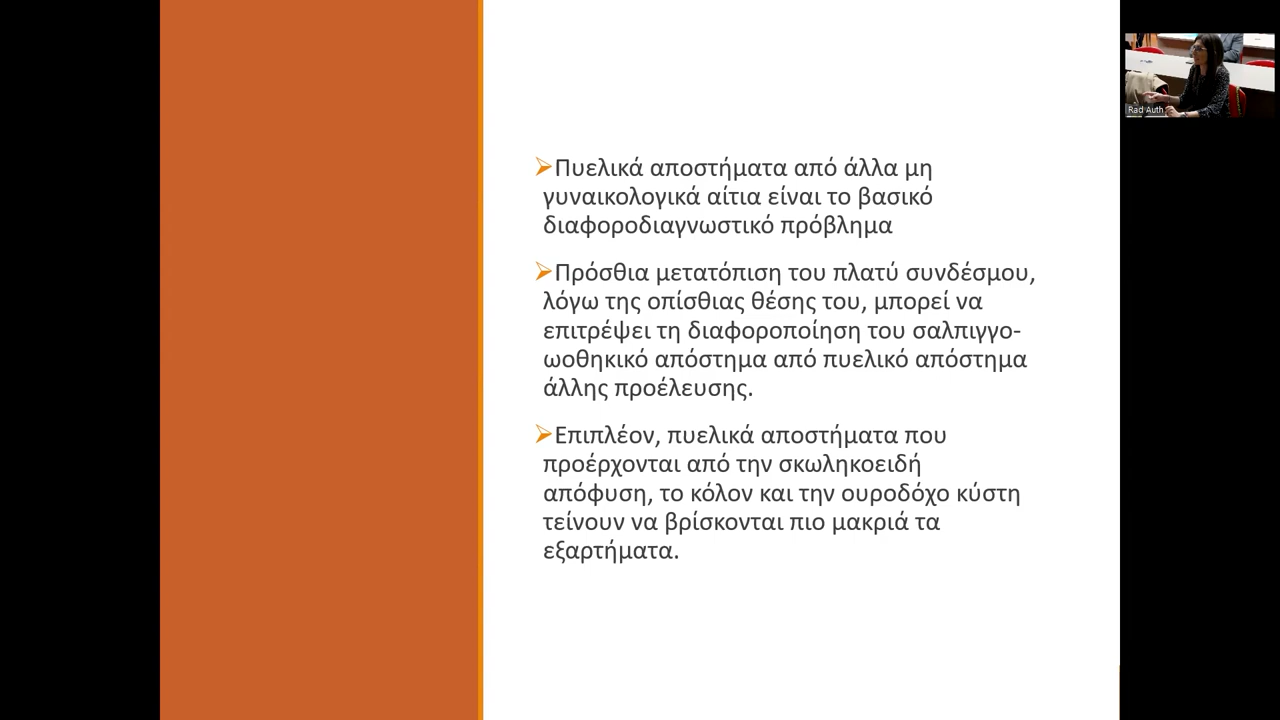 ➢Πυελικά αποστήματα από άλλα μη
γυναικολογικά αίτια είναι το βασικό
διαφοροδιαγνωστικό πρόβλημα
➢Πρόσθια μετατόπιση του πλατύ συνδέσμου,
λόγω της οπίσθιας θέσης του, μπορεί να
επιτρέψει τη διαφοροποίηση του σαλπιγγο-
ωοθηκικό απόστημα από πυελικό απόστημα
άλλης προέλευσης.
➢Επιπλέον, πυελικά αποστήματα που
προέρχονται από την σκωληκοειδή
απόφυση, το κόλον και την ουροδόχο κύστη
τείνουν να βρίσκονται πιο μακριά τα
εξαρτήματα.
Rad Auth